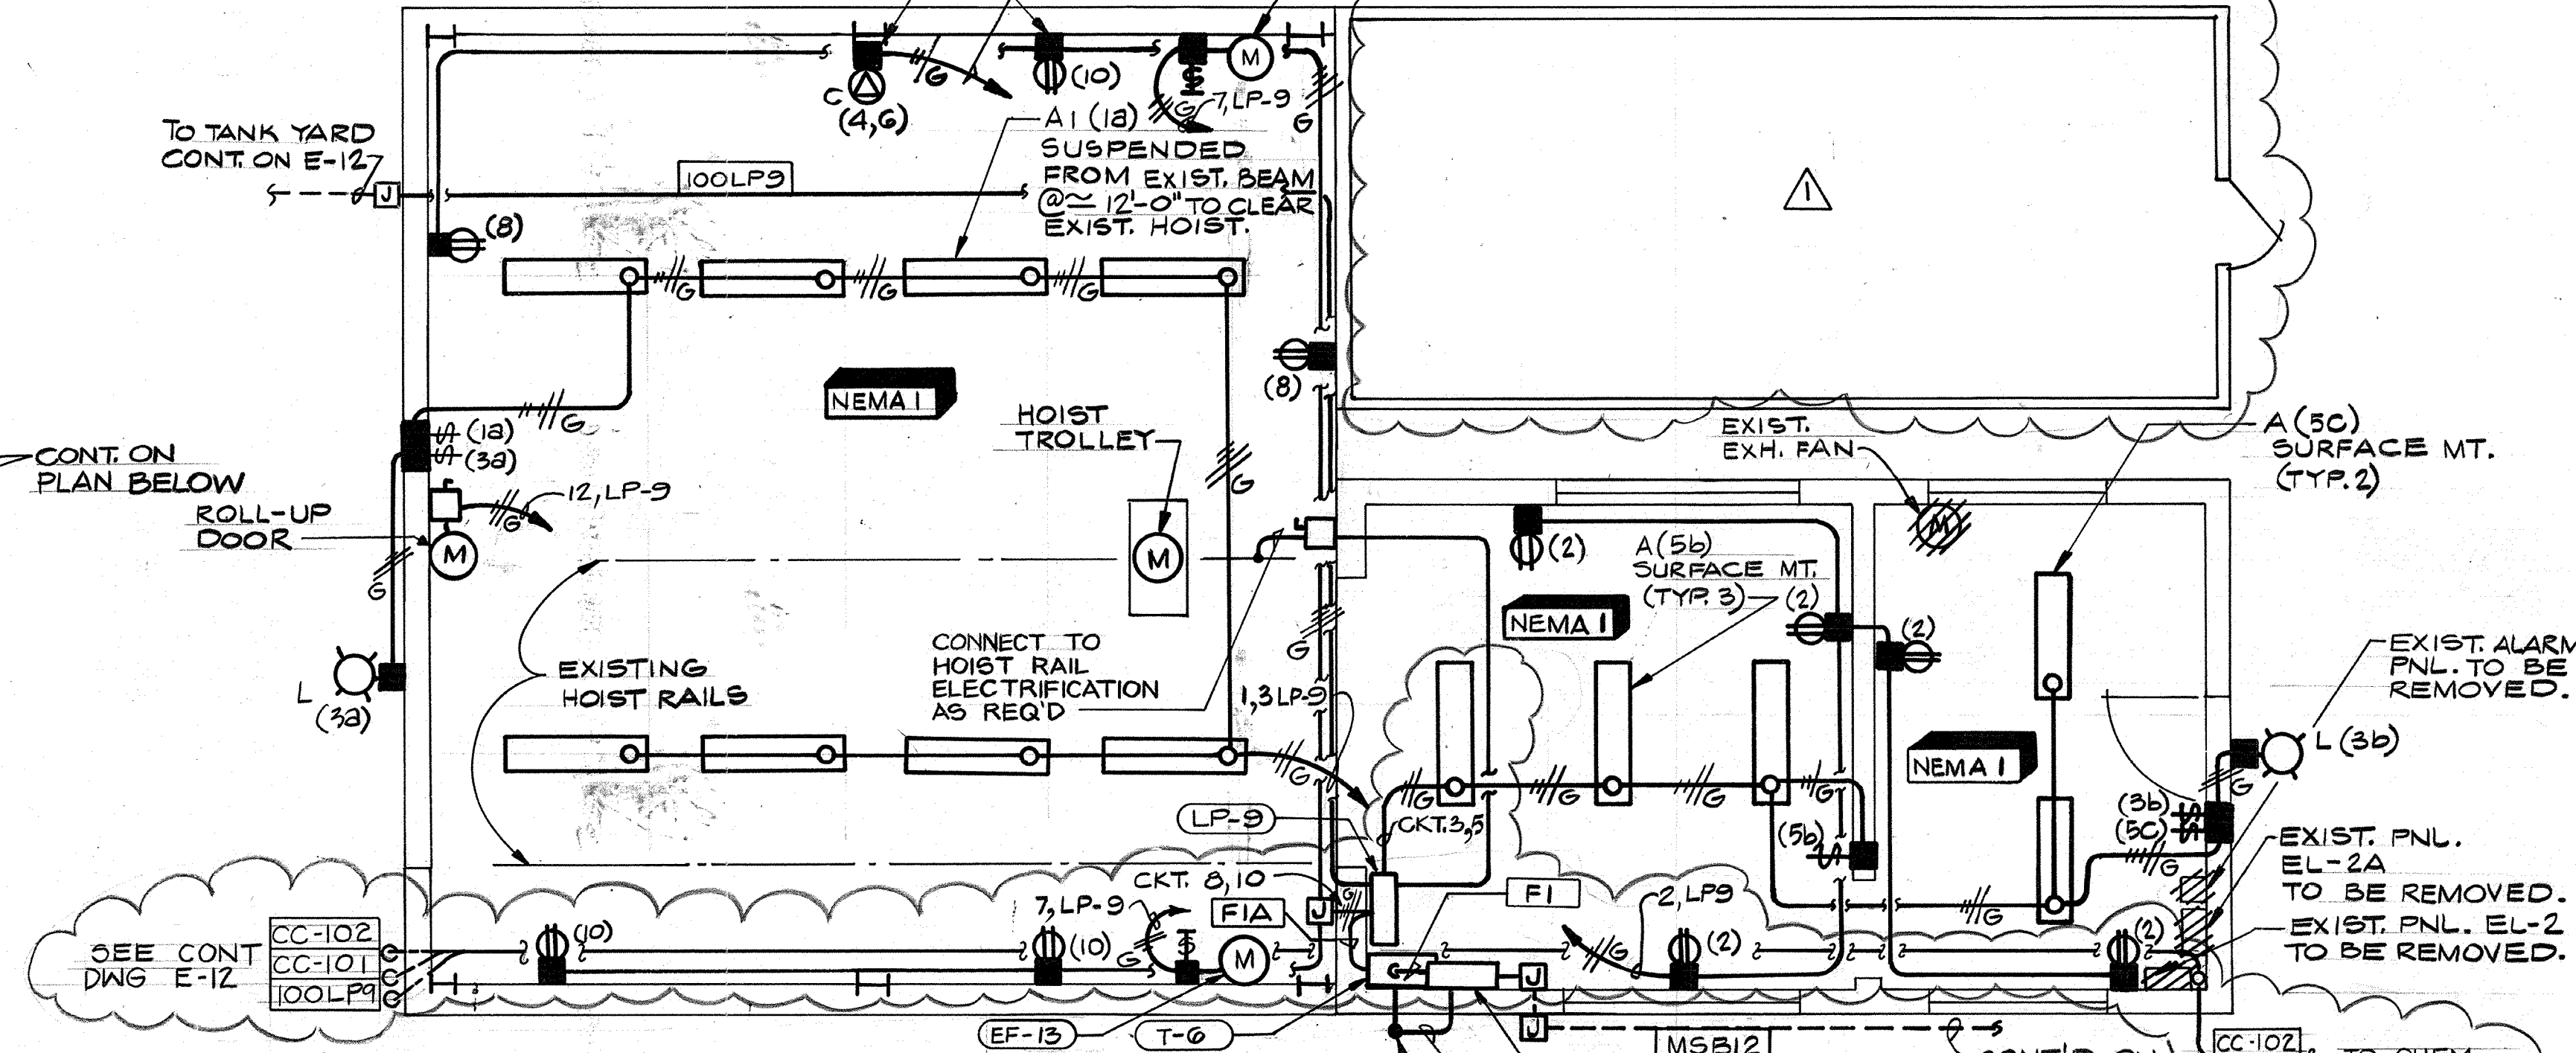 C
(4,6)
G
(10)
M
G
7, LP-9
G
TO TANK YARD
CONT. ON E-12
J
100LP9
A1 (1a)
SUSPENDED
FROM EXIST. BEAM
@≃ 12'-0" TO CLEAR
EXIST. HOIST.
1
(8)
G
G
G
(8)
NEMA 1
G
(1a)
(3a)
HOIST
TROLLEY
G
EXIST.
EXH. FAN
M
A (5C)
SURFACE MT.
(TYP. 2)
CONT. ON
PLAN BELOW
ROLL-UP
DOOR
12, LP-9
G
M
M
(2)
A (5b)
SURFACE MT.
(TYP. 3)
(2)
(2)
NEMA 1
G
L
(3a)
EXISTING
HOIST RAILS
CONNECT TO
HOIST RAIL
ELECTRIFICATION
AS REQ'D
G
1,3 LP-9
EXIST. ALARM
PNL. TO BE
REMOVED.
L (3b)
NEMA 1
G
G
G
G
G
G
LP-9
CKT. 3,5
(5b)
(3b)
(5C)
G
EXIST. PNL.
EL-2A
TO BE REMOVED.
EXIST. PNL. EL-2
TO BE REMOVED.
CKT. 8,10
G
J
F1A
F1
2, LP9
G
G
(2)
(2)
7, LP-9
G
S
M
(10)
(10)
SEE CONT
DWG E-12
CC-102
CC-101
100LP9
J
J
EF-13
T-6
MSB12
CONT'D ON
CC-102
TO CHEM